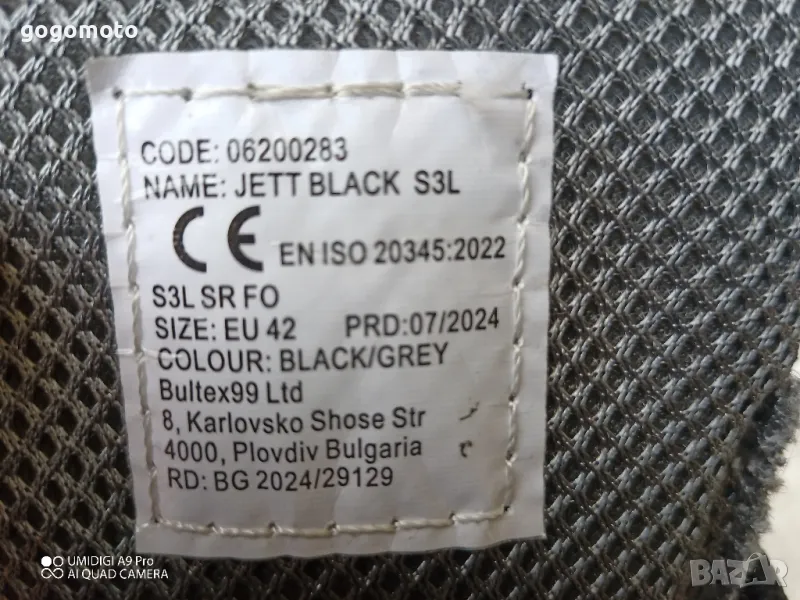 2025
gogomoto
CODE: 06200283
NAME: JETT BLACK S3L
CE EN ISO 20345:2022
S3L SR FO
SIZE: EU 42 PRD:07/2024
COLOUR: BLACK/GREY
Bultex99 Ltd
8, Karlovsko Shose Str
4000, Plovdiv Bulgaria
RD: BG 2024/29129
UMIDIGI A9 Pro
AI QUAD CAMERA
BAZAR